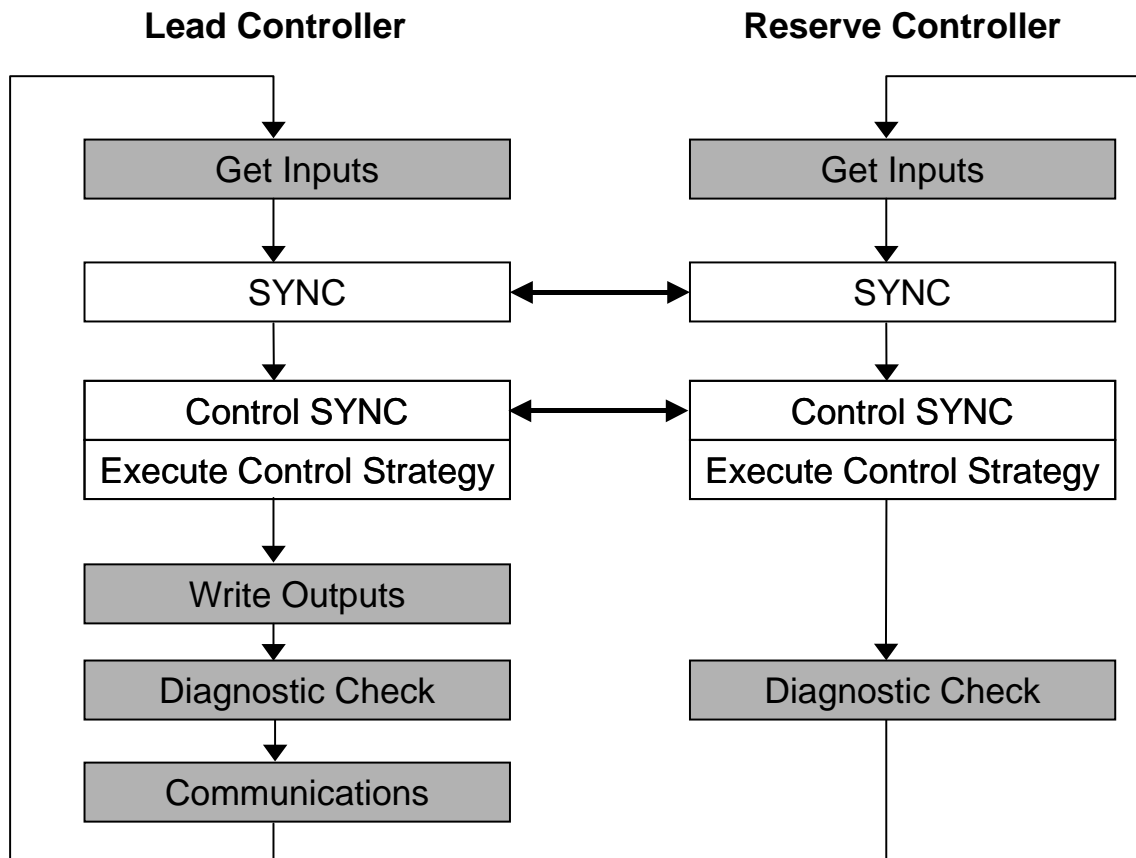 Lead Controller
Reserve Controller
Get Inputs
Get Inputs
SYNC
SYNC
Control SYNC
Control SYNC
Execute Control Strategy
Execute Control Strategy
Write Outputs
Diagnostic Check
Diagnostic Check
Communications